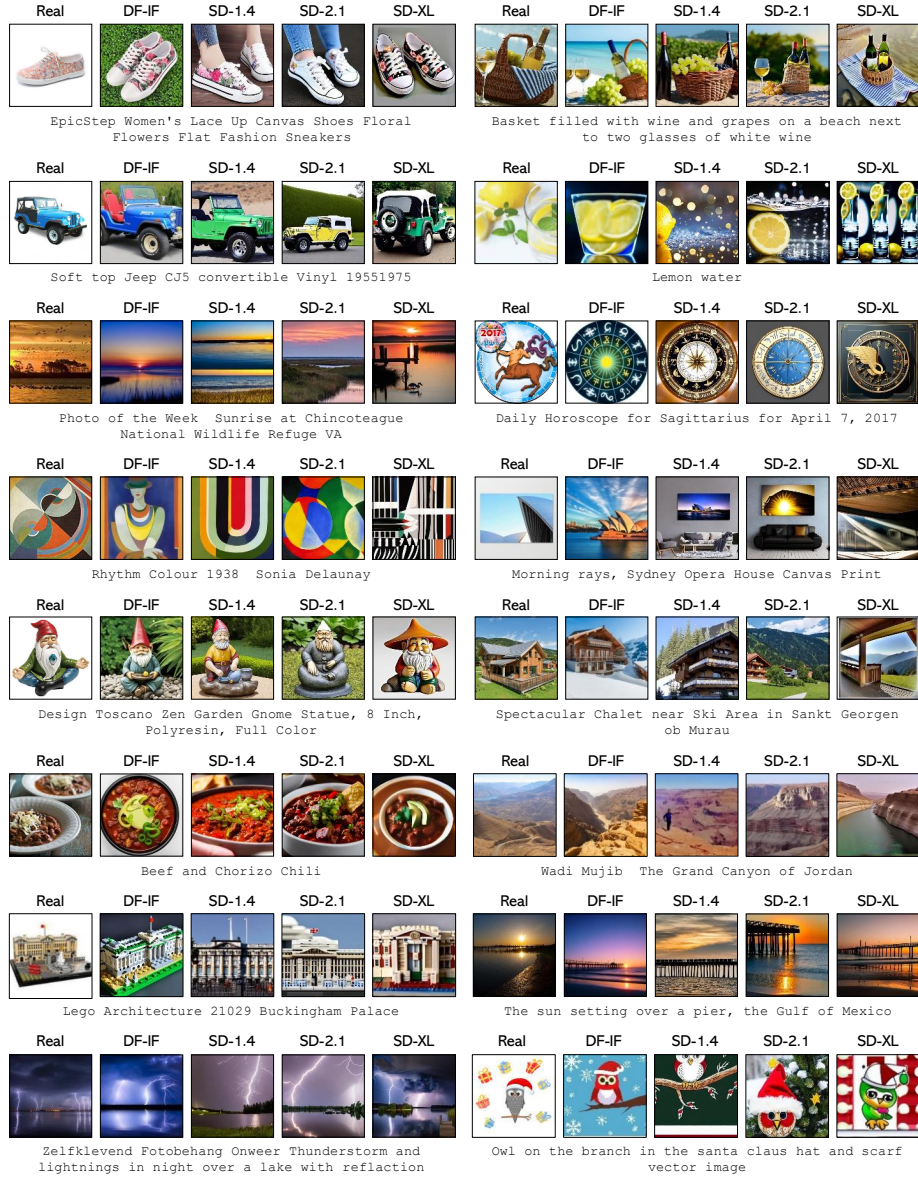 Real DF-IF SD-1.4 SD-2.1 SD-XL
EpicStep Women's Lace Up Canvas Shoes Floral
Flowers Flat Fashion Sneakers
Real DF-IF SD-1.4 SD-2.1 SD-XL
Basket filled with wine and grapes on a beach next
to two glasses of white wine
Real DF-IF SD-1.4 SD-2.1 SD-XL
Soft top Jeep CJ5 convertible Vinyl 19551975
Real DF-IF SD-1.4 SD-2.1 SD-XL
Lemon water
Real DF-IF SD-1.4 SD-2.1 SD-XL
Photo of the Week  Sunrise at Chincoteague
National Wildlife Refuge VA
Real DF-IF SD-1.4 SD-2.1 SD-XL
2017
Daily Horoscope for Sagittarius for April 7, 2017
Real DF-IF SD-1.4 SD-2.1 SD-XL
Rhythm Colour 1938  Sonia Delaunay
Real DF-IF SD-1.4 SD-2.1 SD-XL
Morning rays, Sydney Opera House Canvas Print
Real DF-IF SD-1.4 SD-2.1 SD-XL
Design Toscano Zen Garden Gnome Statue, 8 Inch,
Polyresin, Full Color
Real DF-IF SD-1.4 SD-2.1 SD-XL
Spectacular Chalet near Ski Area in Sankt Georgen
ob Murau
Real DF-IF SD-1.4 SD-2.1 SD-XL
Beef and Chorizo Chili
Real DF-IF SD-1.4 SD-2.1 SD-XL
Wadi Mujib  The Grand Canyon of Jordan
Real DF-IF SD-1.4 SD-2.1 SD-XL
Lego Architecture 21029 Buckingham Palace
Real DF-IF SD-1.4 SD-2.1 SD-XL
The sun setting over a pier, the Gulf of Mexico
Real DF-IF SD-1.4 SD-2.1 SD-XL
Zelfklevend Fotobehang Onweer Thunderstorm and
lightnings in night over a lake with reflaction
Real DF-IF SD-1.4 SD-2.1 SD-XL
Owl on the branch in the santa claus hat and scarf
vector image